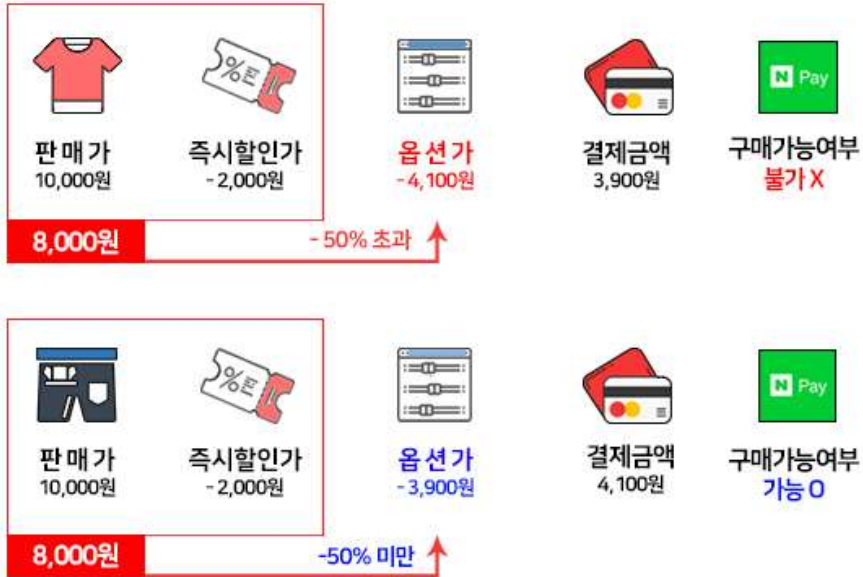 N Pay
판매가 즉시할인가 옵션가 결제금액 구매가능여부
10,000원 -2,000원 -4,100원 3,900원 불가 X
8,000원 -50% 초과
N Pay
판매가 즉시할인가 옵션가 결제금액 구매가능여부
10,000원 -2,000원 -3,900원 4,100원 가능 O
8,000원 -50% 미만